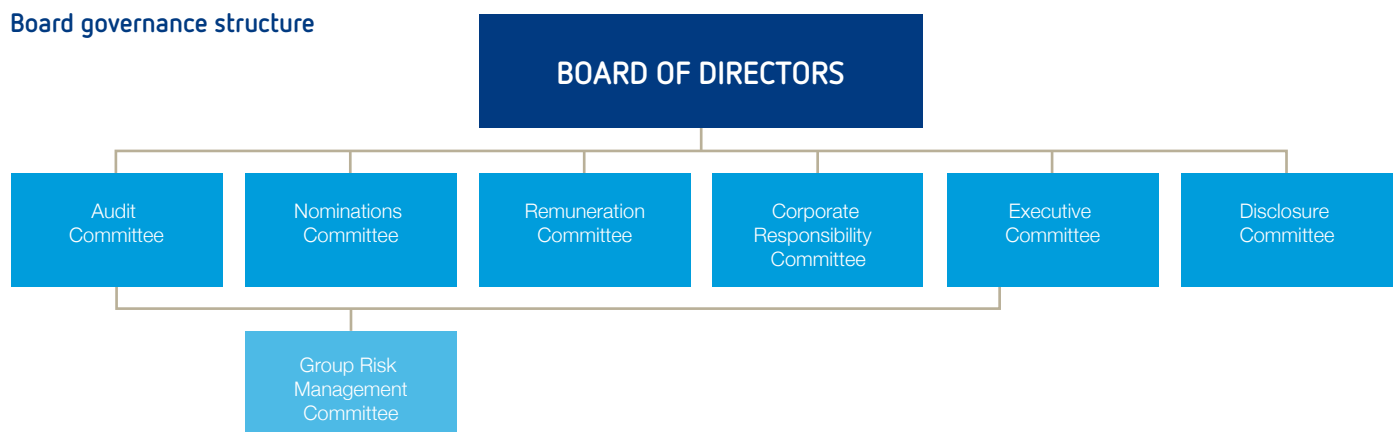 Board governance structure
BOARD OF DIRECTORS
Audit
Committee
Nominations
Committee
Remuneration
Committee
Corporate
Responsibility
Committee
Executive
Committee
Disclosure
Committee
Group Risk
Management
Committee